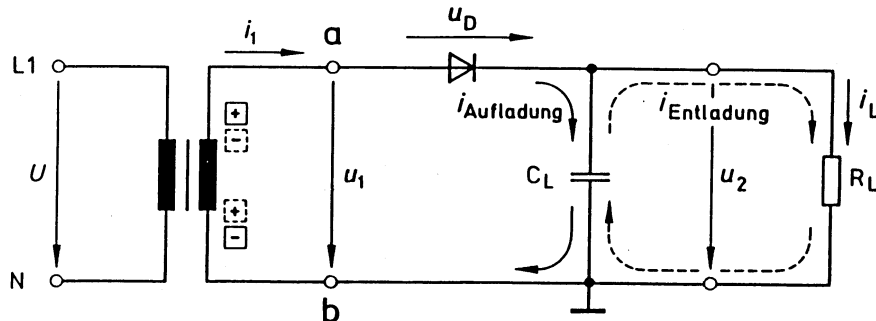 L1
N
U
i1
a
b
u1
+
−
+
−
uD
iAufladung
CL
iEntladung
u2
iL
RL